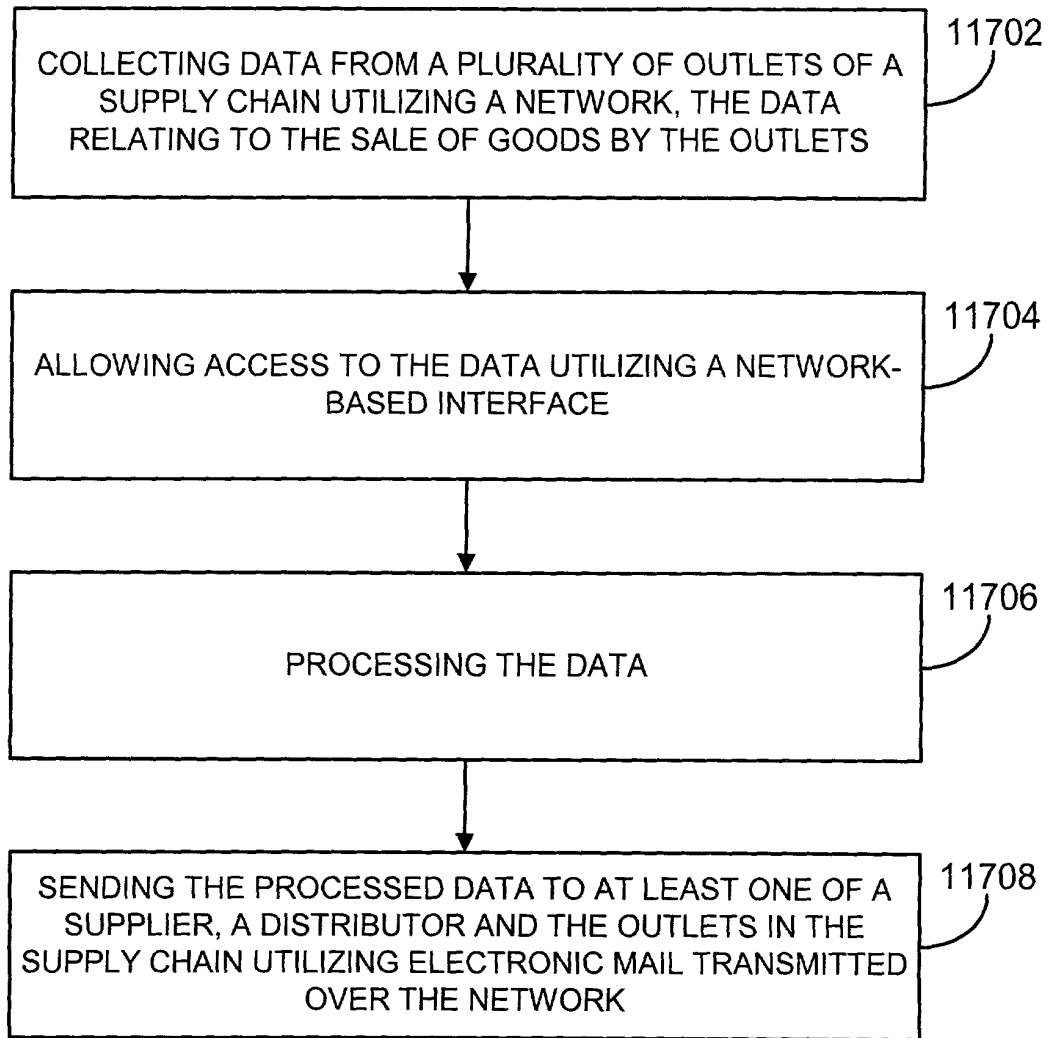 11702
COLLECTING DATA FROM A PLURALITY OF OUTLETS OF A
SUPPLY CHAIN UTILIZING A NETWORK, THE DATA
RELATING TO THE SALE OF GOODS BY THE OUTLETS
11704
ALLOWING ACCESS TO THE DATA UTILIZING A NETWORK-
BASED INTERFACE
11706
PROCESSING THE DATA
11708
SENDING THE PROCESSED DATA TO AT LEAST ONE OF A
SUPPLIER, A DISTRIBUTOR AND THE OUTLETS IN THE
SUPPLY CHAIN UTILIZING ELECTRONIC MAIL TRANSMITTED
OVER THE NETWORK